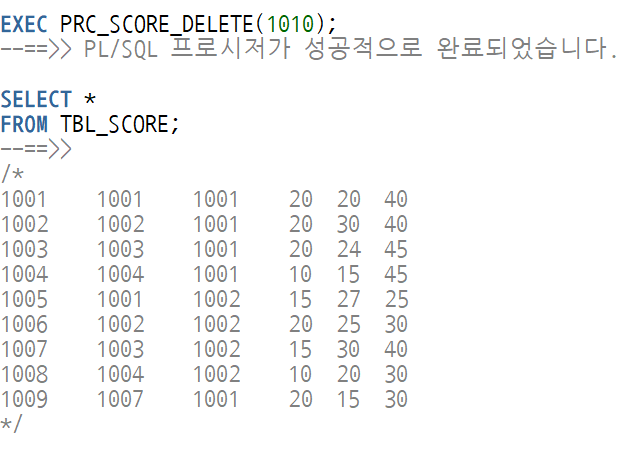 EXEC PRC_SCORE_DELETE(1010);
--==>> PL/SQL 프로시저가 성공적으로 완료되었습니다.
SELECT *
FROM TBL_SCORE;
--==>>
/*
1001 1001 1001 20 20 40
1002 1002 1001 20 30 40
1003 1003 1001 20 24 45
1004 1004 1001 10 15 45
1005 1001 1002 15 27 25
1006 1002 1002 20 25 30
1007 1003 1002 15 30 40
1008 1004 1002 10 20 30
1009 1007 1001 20 15 30
*/